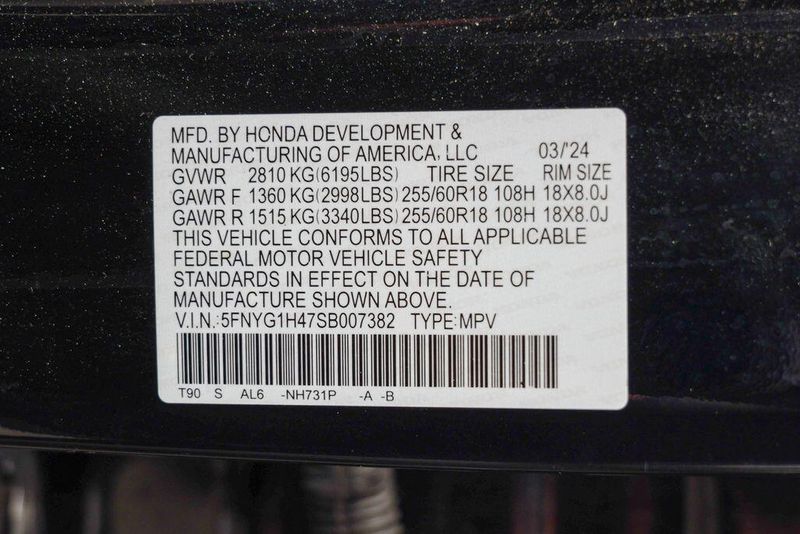 MFD. BY HONDA DEVELOPMENT &
MANUFACTURING OF AMERICA, LLC 03/'24
GVWR 2810 KG(6195LBS) TIRE SIZE RIM SIZE
GAWR F 1360 KG(2998LBS) 255/60R18 108H 18X8.0J
GAWR R 1515 KG(3340LBS) 255/60R18 108H 18X8.0J
THIS VEHICLE CONFORMS TO ALL APPLICABLE
FEDERAL MOTOR VEHICLE SAFETY
STANDARDS IN EFFECT ON THE DATE OF
MANUFACTURE SHOWN ABOVE.
V.I.N.:5FNYG1H47SB007382 TYPE:MPV
T90 S AL6 -NH731P -A -B